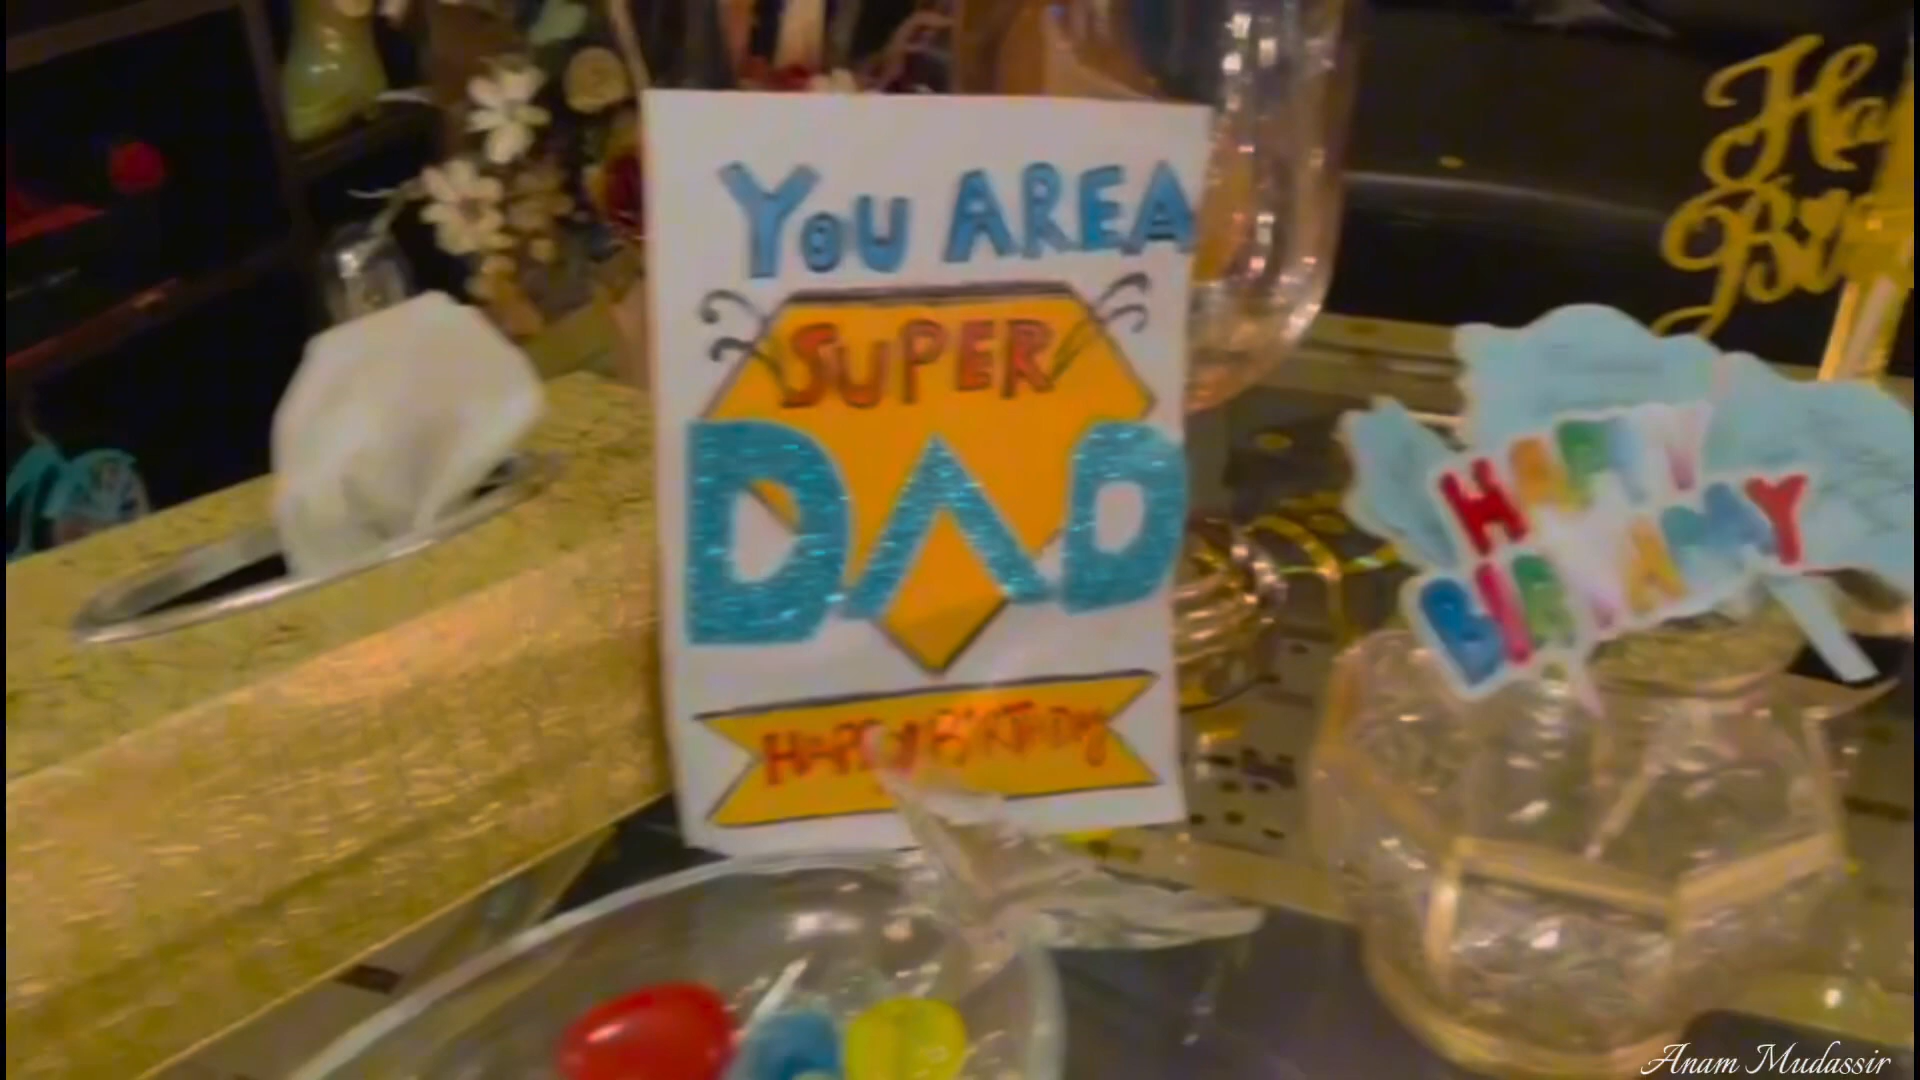 YOU AREA
SUPER
DAD
HAPPY BIRTHDAY
HAPPY
BIRTHDAY
Anam Mudassir